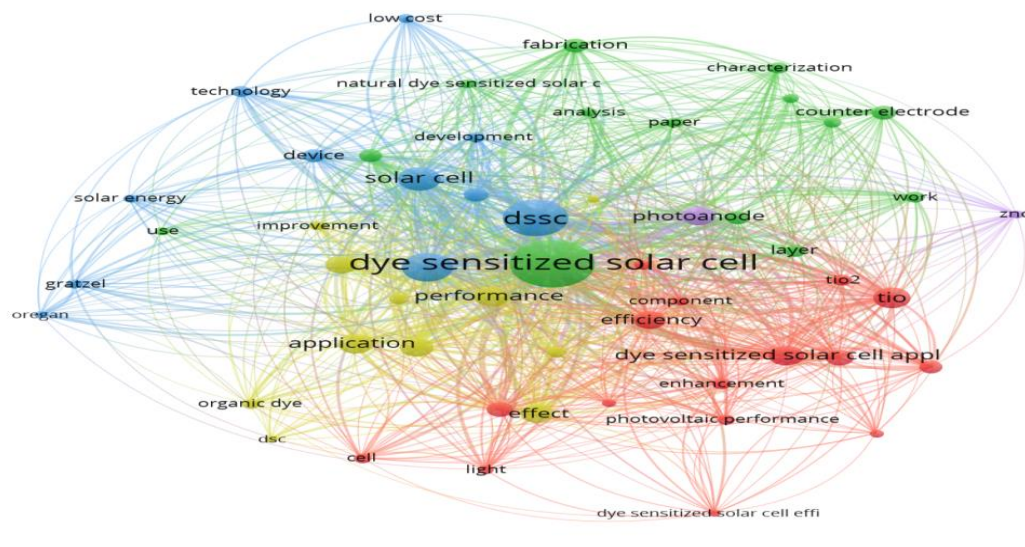 low cost
fabrication
characterization
natural dye sensitized solar c
technology
analysis
counter electrode
paper
development
device
solar cell
solar energy
work
dssc
photoanode
znc
improvement
use
layer
dye sensitized solar cell
gratzel
tio2
performance
component
tio
oregan
efficiency
application
dye sensitized solar cell appl
enhancement
organic dye
effect
photovoltaic performance
dsc
cell
light
dye sensitized solar cell effi